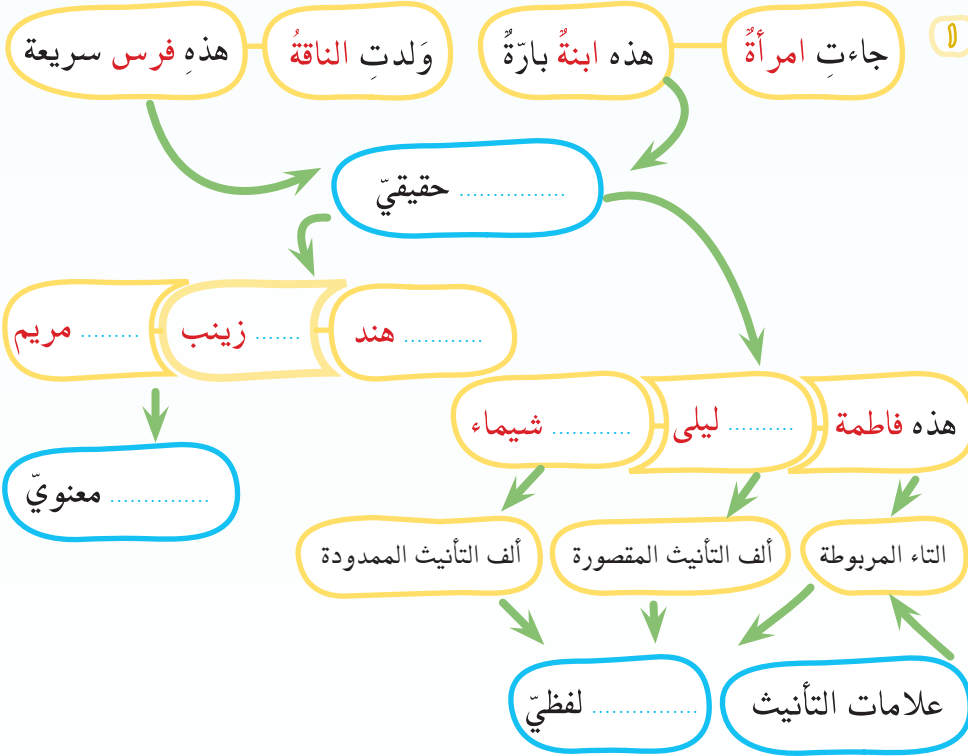 ١
جاءتِ امرأةٌ
هذه ابنةٌ بارّةٌ
وَلدتِ الناقةُ
هذهِ فرس سريعة
................ حقيقيّ
............ هند
....... زينب
......... مريم
هذه فاطمة
.......... ليلى
............ شيماء
............... معنويّ
التاء المربوطة
ألف التأنيث المقصورة
ألف التأنيث الممدودة
علامات التأنيث
................ لفظيّ